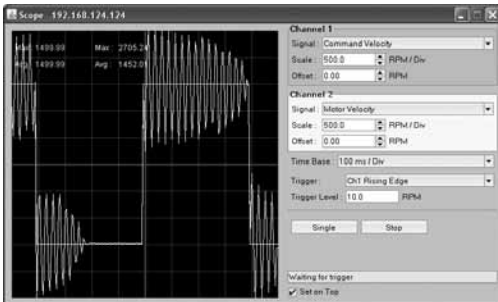 Scope 192.168.124.124
Max: 1499.99 Max: 2705.24
Avg: 1499.99 Avg: 1452.01
Channel 1
Signal: Command Velocity
Scale: 500.0 RPM / Div
Offset: 0.00 RPM
Channel 2
Signal: Motor Velocity
Scale: 500.0 RPM / Div
Offset: 0.00 RPM
Time Base: 100 ms / Div
Trigger: Ch1 Rising Edge
Trigger Level: 10.0 RPM
Single Stop
Waiting for trigger
Set on Top